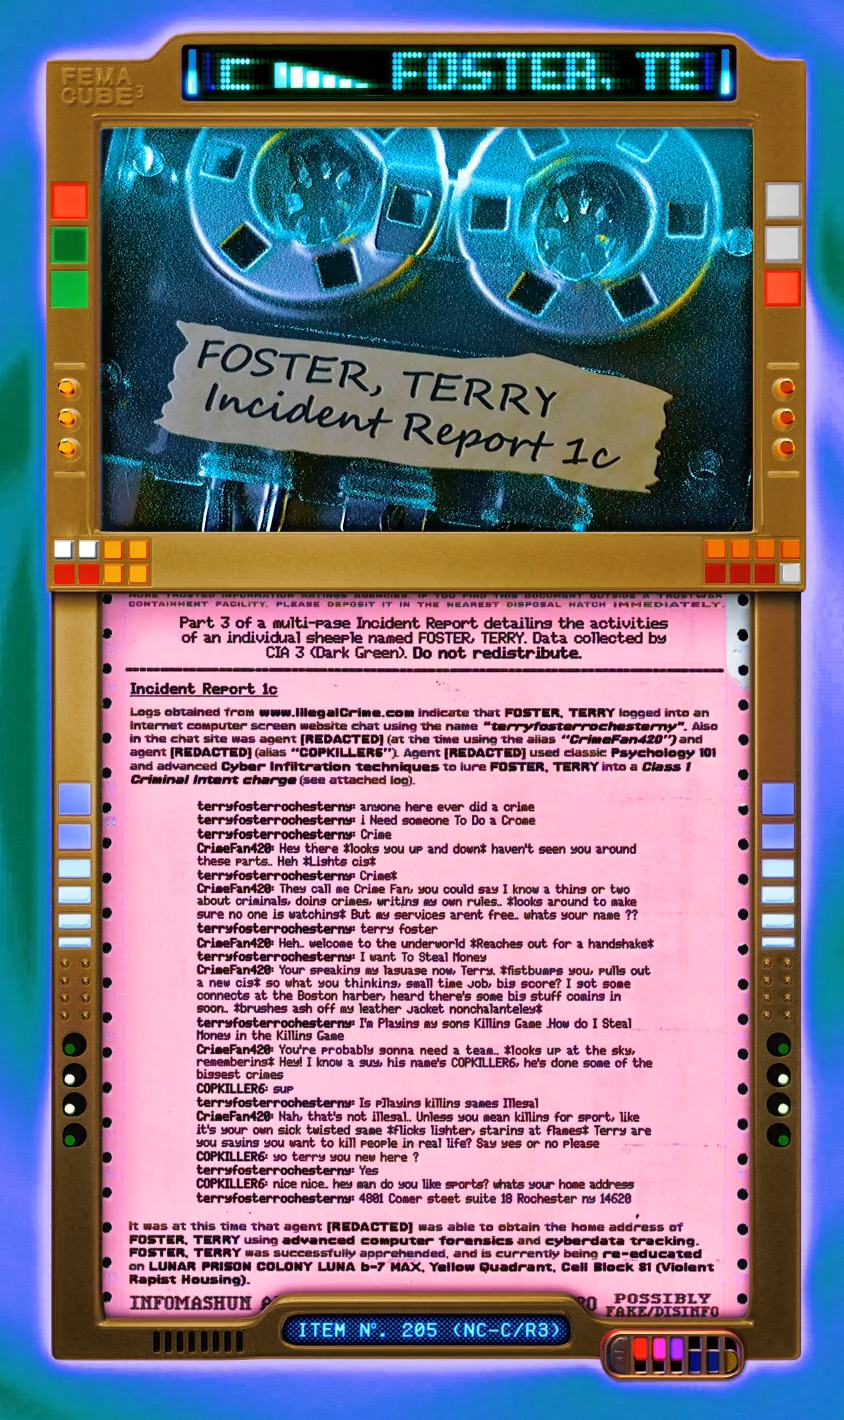 FEMA
CUBE³
C FOSTER, TE
FOSTER, TERRY
Incident Report 1c
MORE TRUSTED INFORMATION RATINGS AGENCIES. IF YOU FIND THIS DOCUMENT OUTSIDE A TRUSTWAR
CONTAINMENT FACILITY, PLEASE DEPOSIT IT IN THE NEAREST DISPOSAL HATCH IMMEDIATELY.
Part 3 of a multi-page Incident Report detailing the activities
of an individual sheeple named FOSTER, TERRY. Data collected by
CIA 3 (Dark Green). Do not redistribute.
Incident Report 1c
Logs obtained from www.IllegalCrime.com indicate that FOSTER, TERRY logged into an
internet computer screen website chat using the name "terryfosterrochesterny". Also
in the chat site was agent [REDACTED] (at the time using the alias "CrimeFan420") and
agent [REDACTED] (alias "COPKILLER6"). Agent [REDACTED] used classic Psychology 101
and advanced Cyber Infiltration techniques to lure FOSTER, TERRY into a Class 1
Criminal Intent charge (see attached log).
terryfosterrochesterny: anyone here ever did a crime
terryfosterrochesterny: i Need someone To Do a Crome
terryfosterrochesterny: Crime
CrimeFan420: Hey there *looks you up and down* haven't seen you around
these parts.. Heh *Lights cig*
terryfosterrochesterny: Crime*
CrimeFan420: They call me Crime Fan, you could say I know a thing or two
about criminals, doing crimes, writing my own rules.. *looks around to make
sure no one is watching* But my services arent free.. whats your name ??
terryfosterrochesterny: terry foster
CrimeFan420: Heh.. welcome to the underworld *Reaches out for a handshake*
terryfosterrochesterny: I want To Steal Money
CrimeFan420: Your speaking my laguage now, Terry. *fistbumps you, pulls out
a new cig* so what you thinking, small time job, big score? I got some
connects at the Boston harber, heard there's some big stuff coming in
soon.. *brushes ash off my leather jacket nonchalanteley*
terryfosterrochesterny: I'm Playing my sons Killing Game .How do I Steal
Money in the Killing Game
CrimeFan420: You're probably gonna need a team.. *looks up at the sky,
remembering* Hey! I know a guy, his name's COPKILLER6, he's done some of the
biggest crimes
COPKILLER6: sup
terryfosterrochesterny: Is pllaying killing games Illegal
CrimeFan420: Nah, that's not illegal.. Unless you mean killing for sport, like
it's your own sick twisted game *flicks lighter, staring at flames* Terry are
you saying you want to kill people in real life? Say yes or no please
COPKILLER6: yo terry you new here ?
terryfosterrochesterny: Yes
COPKILLER6: nice nice.. hey man do you like sports? whats your home address
terryfosterrochesterny: 4801 Comer steet suite 18 Rochester ny 14620
It was at this time that agent [REDACTED] was able to obtain the home address of
FOSTER, TERRY using advanced computer forensics and cyberdata tracking.
FOSTER, TERRY was successfully apprehended, and is currently being re-educated
on LUNAR PRISON COLONY LUNA b-7 MAX, Yellow Quadrant, Cell Block 81 (Violent
Rapist Housing).
INFOMASHUN
POSSIBLY
FAKE/DISINFO
ITEM Nº. 205 (NC-C/R3)